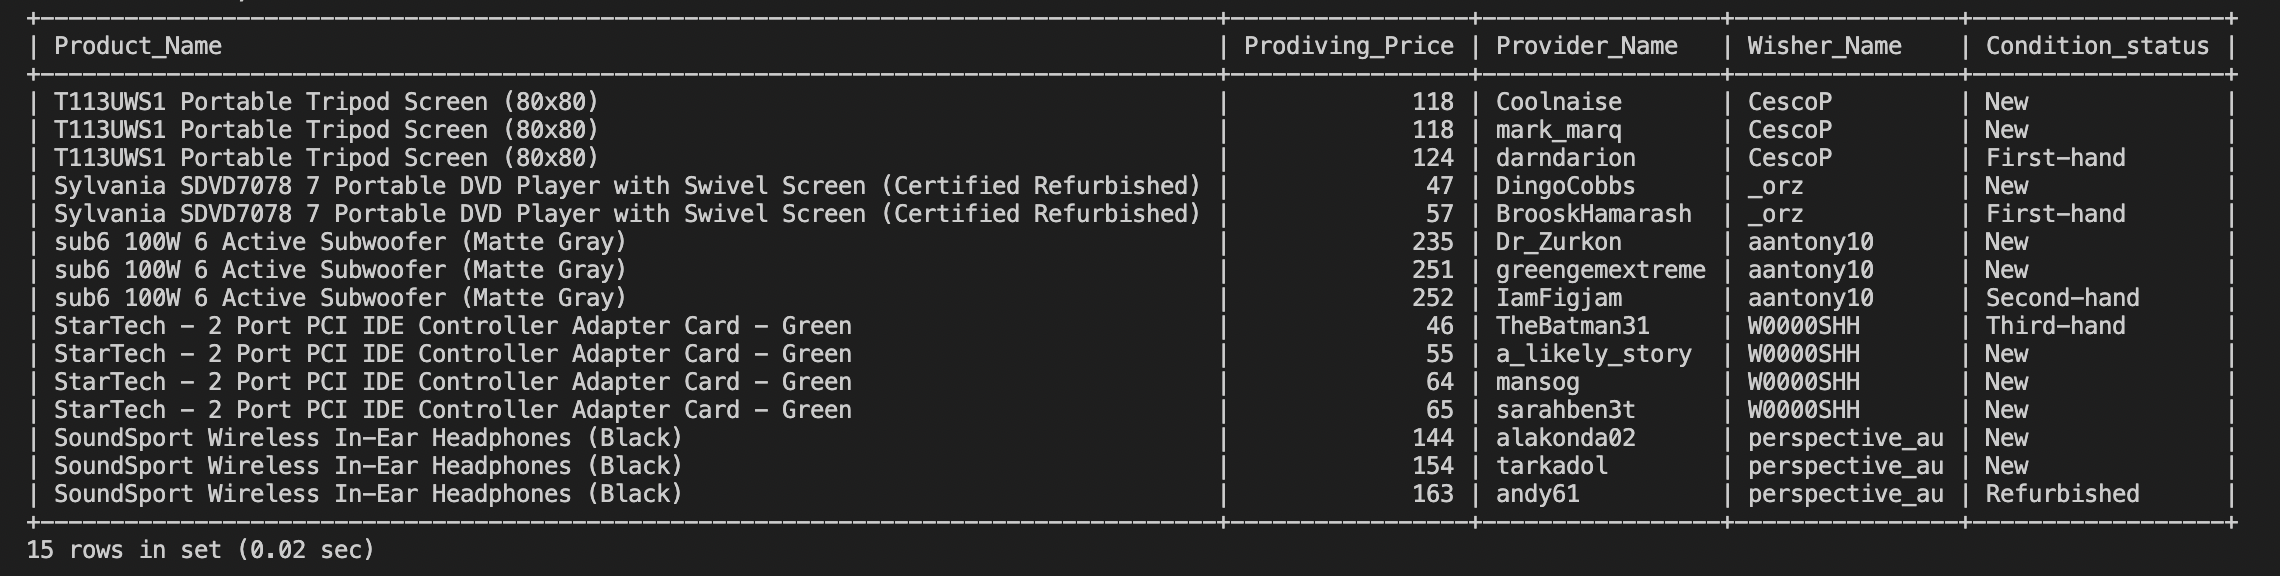 +-------------------------------------------------------------------------------------+-----------------+-----------------+----------------+------------------+
| Product_Name | Prodiving_Price | Provider_Name | Wisher_Name | Condition_status |
+-------------------------------------------------------------------------------------+-----------------+-----------------+----------------+------------------+
| T113UWS1 Portable Tripod Screen (80x80) | 118 | Coolnaise | CescoP | New |
| T113UWS1 Portable Tripod Screen (80x80) | 118 | mark_marq | CescoP | New |
| T113UWS1 Portable Tripod Screen (80x80) | 124 | darndarion | CescoP | First-hand |
| Sylvania SDVD7078 7 Portable DVD Player with Swivel Screen (Certified Refurbished) | 47 | DingoCobbs | _orz | New |
| Sylvania SDVD7078 7 Portable DVD Player with Swivel Screen (Certified Refurbished) | 57 | BrooskHamarash | _orz | First-hand |
| sub6 100W 6 Active Subwoofer (Matte Gray) | 235 | Dr_Zurkon | aantony10 | New |
| sub6 100W 6 Active Subwoofer (Matte Gray) | 251 | greengemextreme | aantony10 | New |
| sub6 100W 6 Active Subwoofer (Matte Gray) | 252 | IamFigjam | aantony10 | Second-hand |
| StarTech - 2 Port PCI IDE Controller Adapter Card - Green | 46 | TheBatman31 | W0000SHH | Third-hand |
| StarTech - 2 Port PCI IDE Controller Adapter Card - Green | 55 | a_likely_story | W0000SHH | New |
| StarTech - 2 Port PCI IDE Controller Adapter Card - Green | 64 | mansog | W0000SHH | New |
| StarTech - 2 Port PCI IDE Controller Adapter Card - Green | 65 | sarahben3t | W0000SHH | New |
| SoundSport Wireless In-Ear Headphones (Black) | 144 | alakonda02 | perspective_au | New |
| SoundSport Wireless In-Ear Headphones (Black) | 154 | tarkadol | perspective_au | New |
| SoundSport Wireless In-Ear Headphones (Black) | 163 | andy61 | perspective_au | Refurbished |
+-------------------------------------------------------------------------------------+-----------------+-----------------+----------------+------------------+
15 rows in set (0.02 sec)